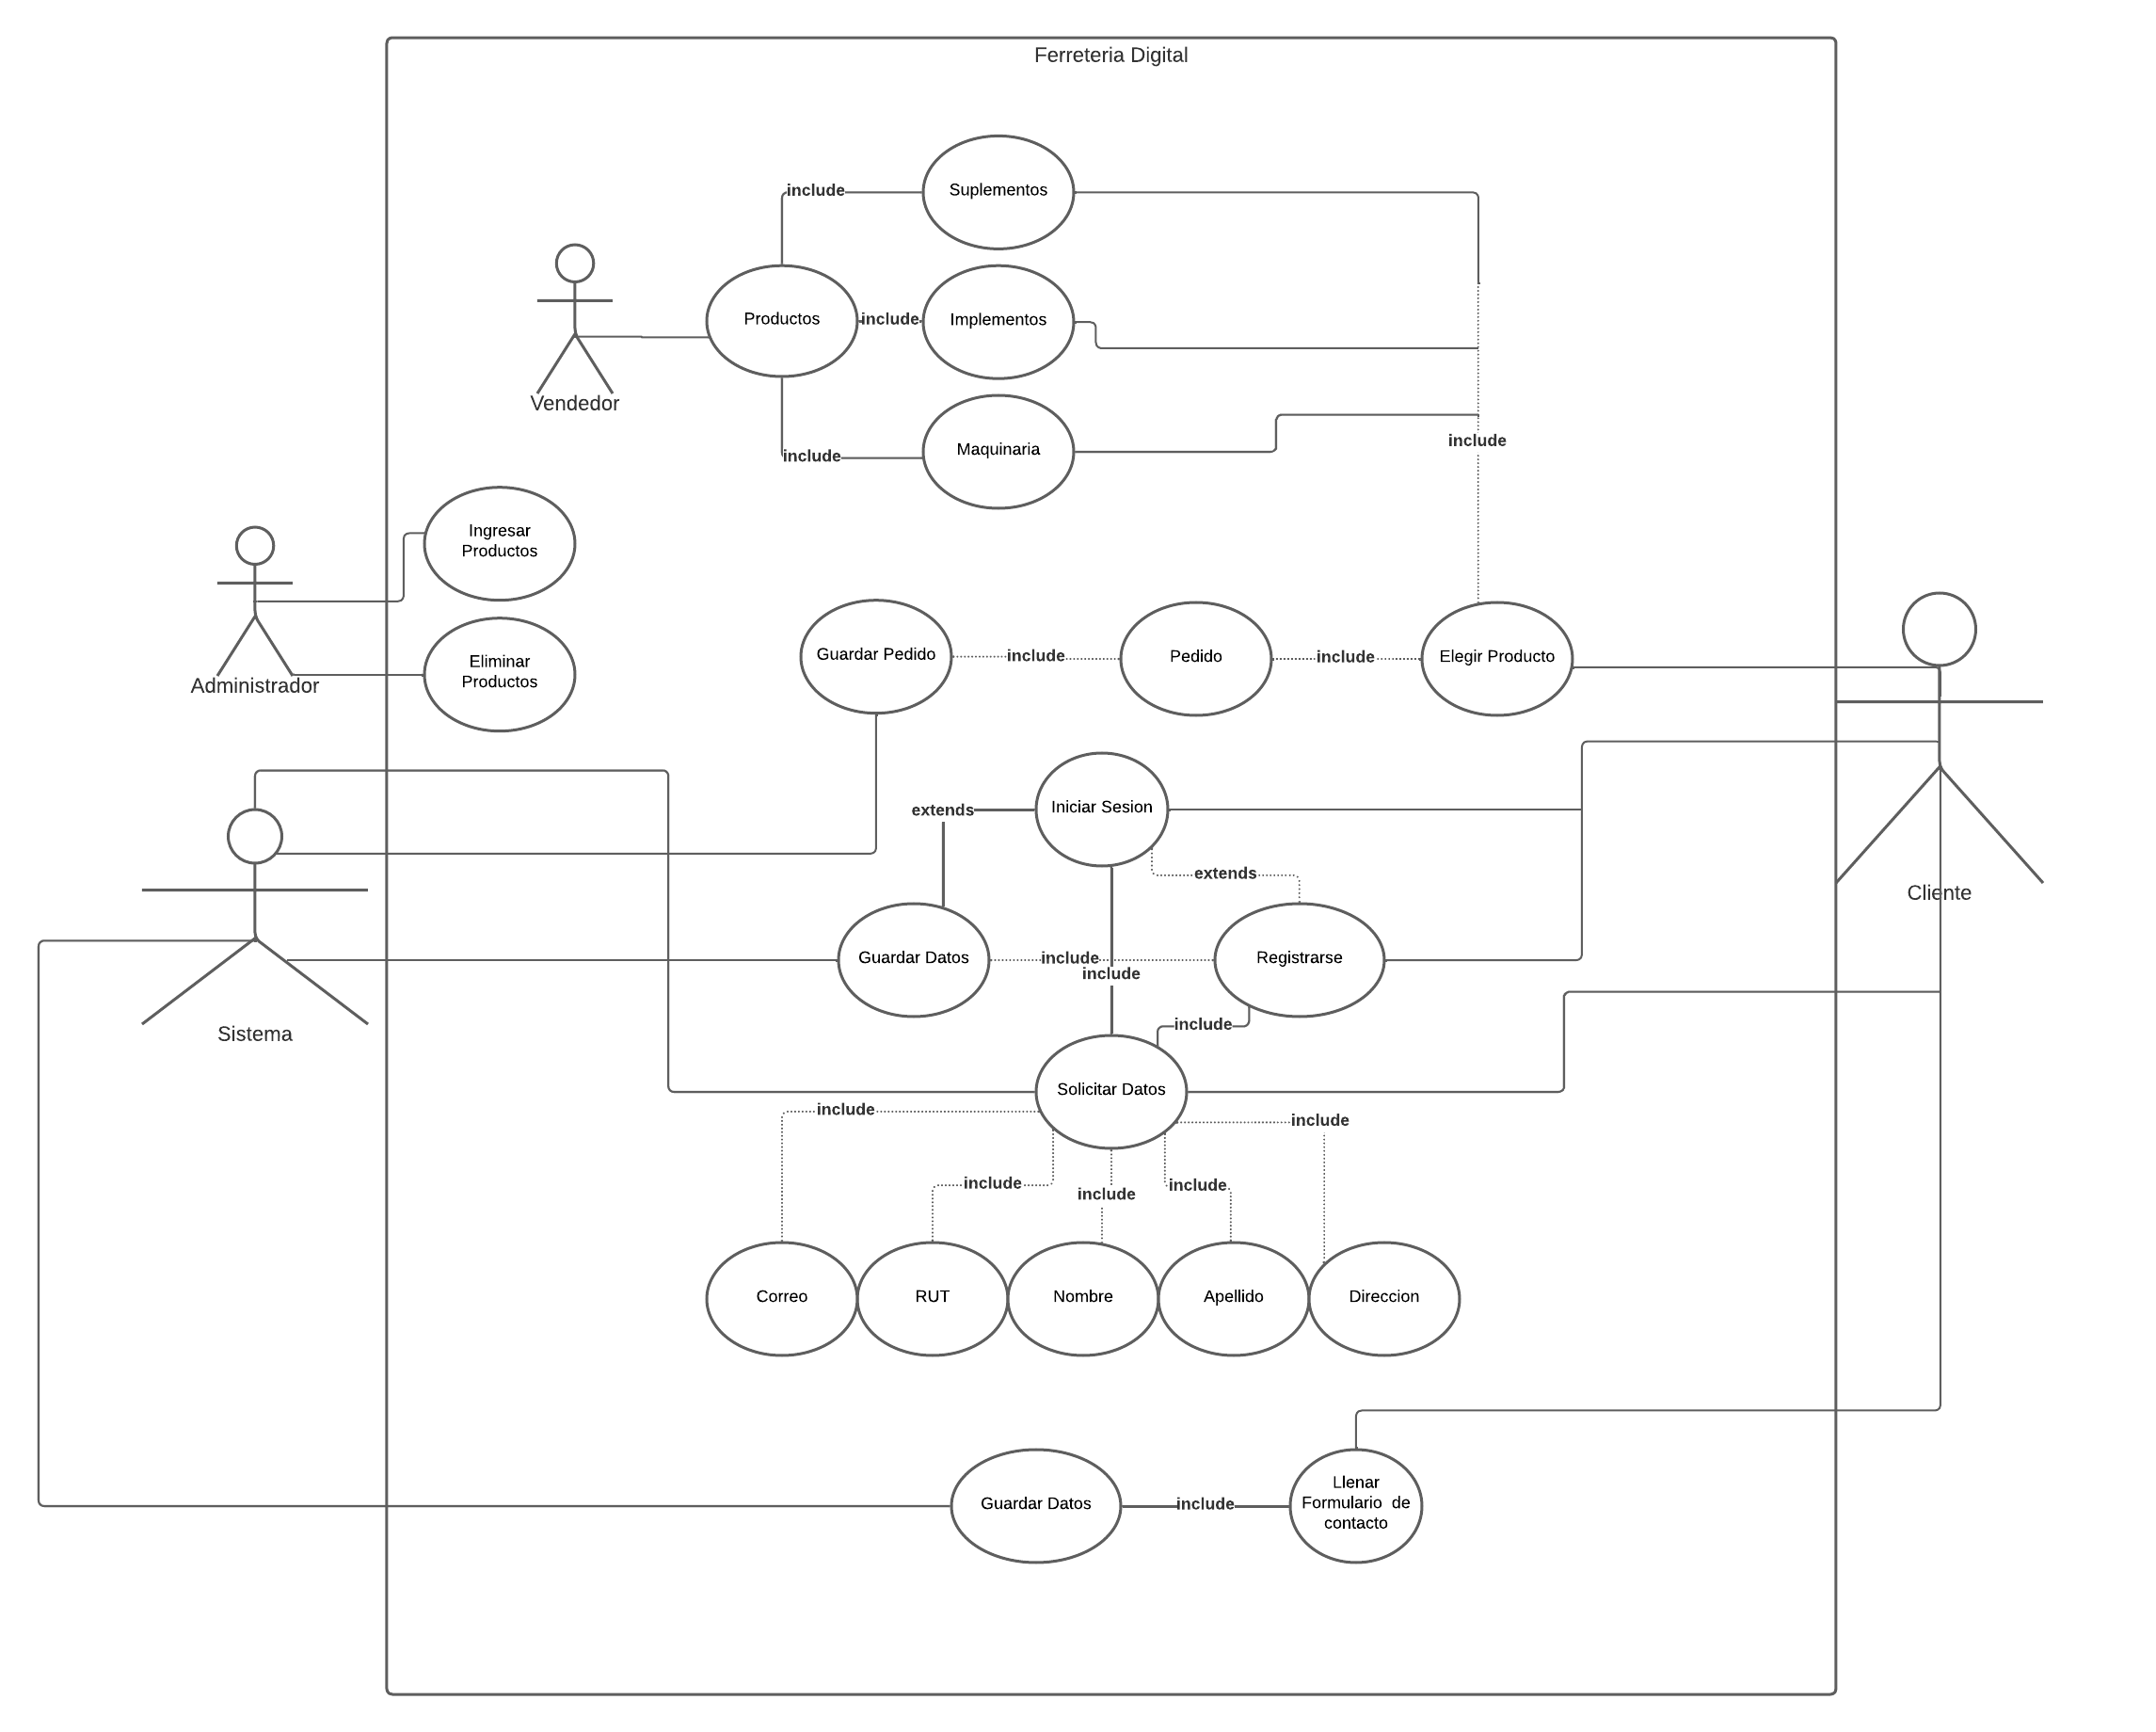 Ferreteria Digital
include
Suplementos
Productos
include
Implementos
Vendedor
include
Maquinaria
include
Ingresar
Productos
Eliminar
Productos
Administrador
Guardar Pedido
include
Pedido
include
Elegir Producto
extends
Iniciar Sesion
extends
Cliente
Guardar Datos
include
include
Registrarse
include
Sistema
Solicitar Datos
include
include
include
include
include
Correo
RUT
Nombre
Apellido
Direccion
Guardar Datos
include
Llenar
Formulario  de
contacto